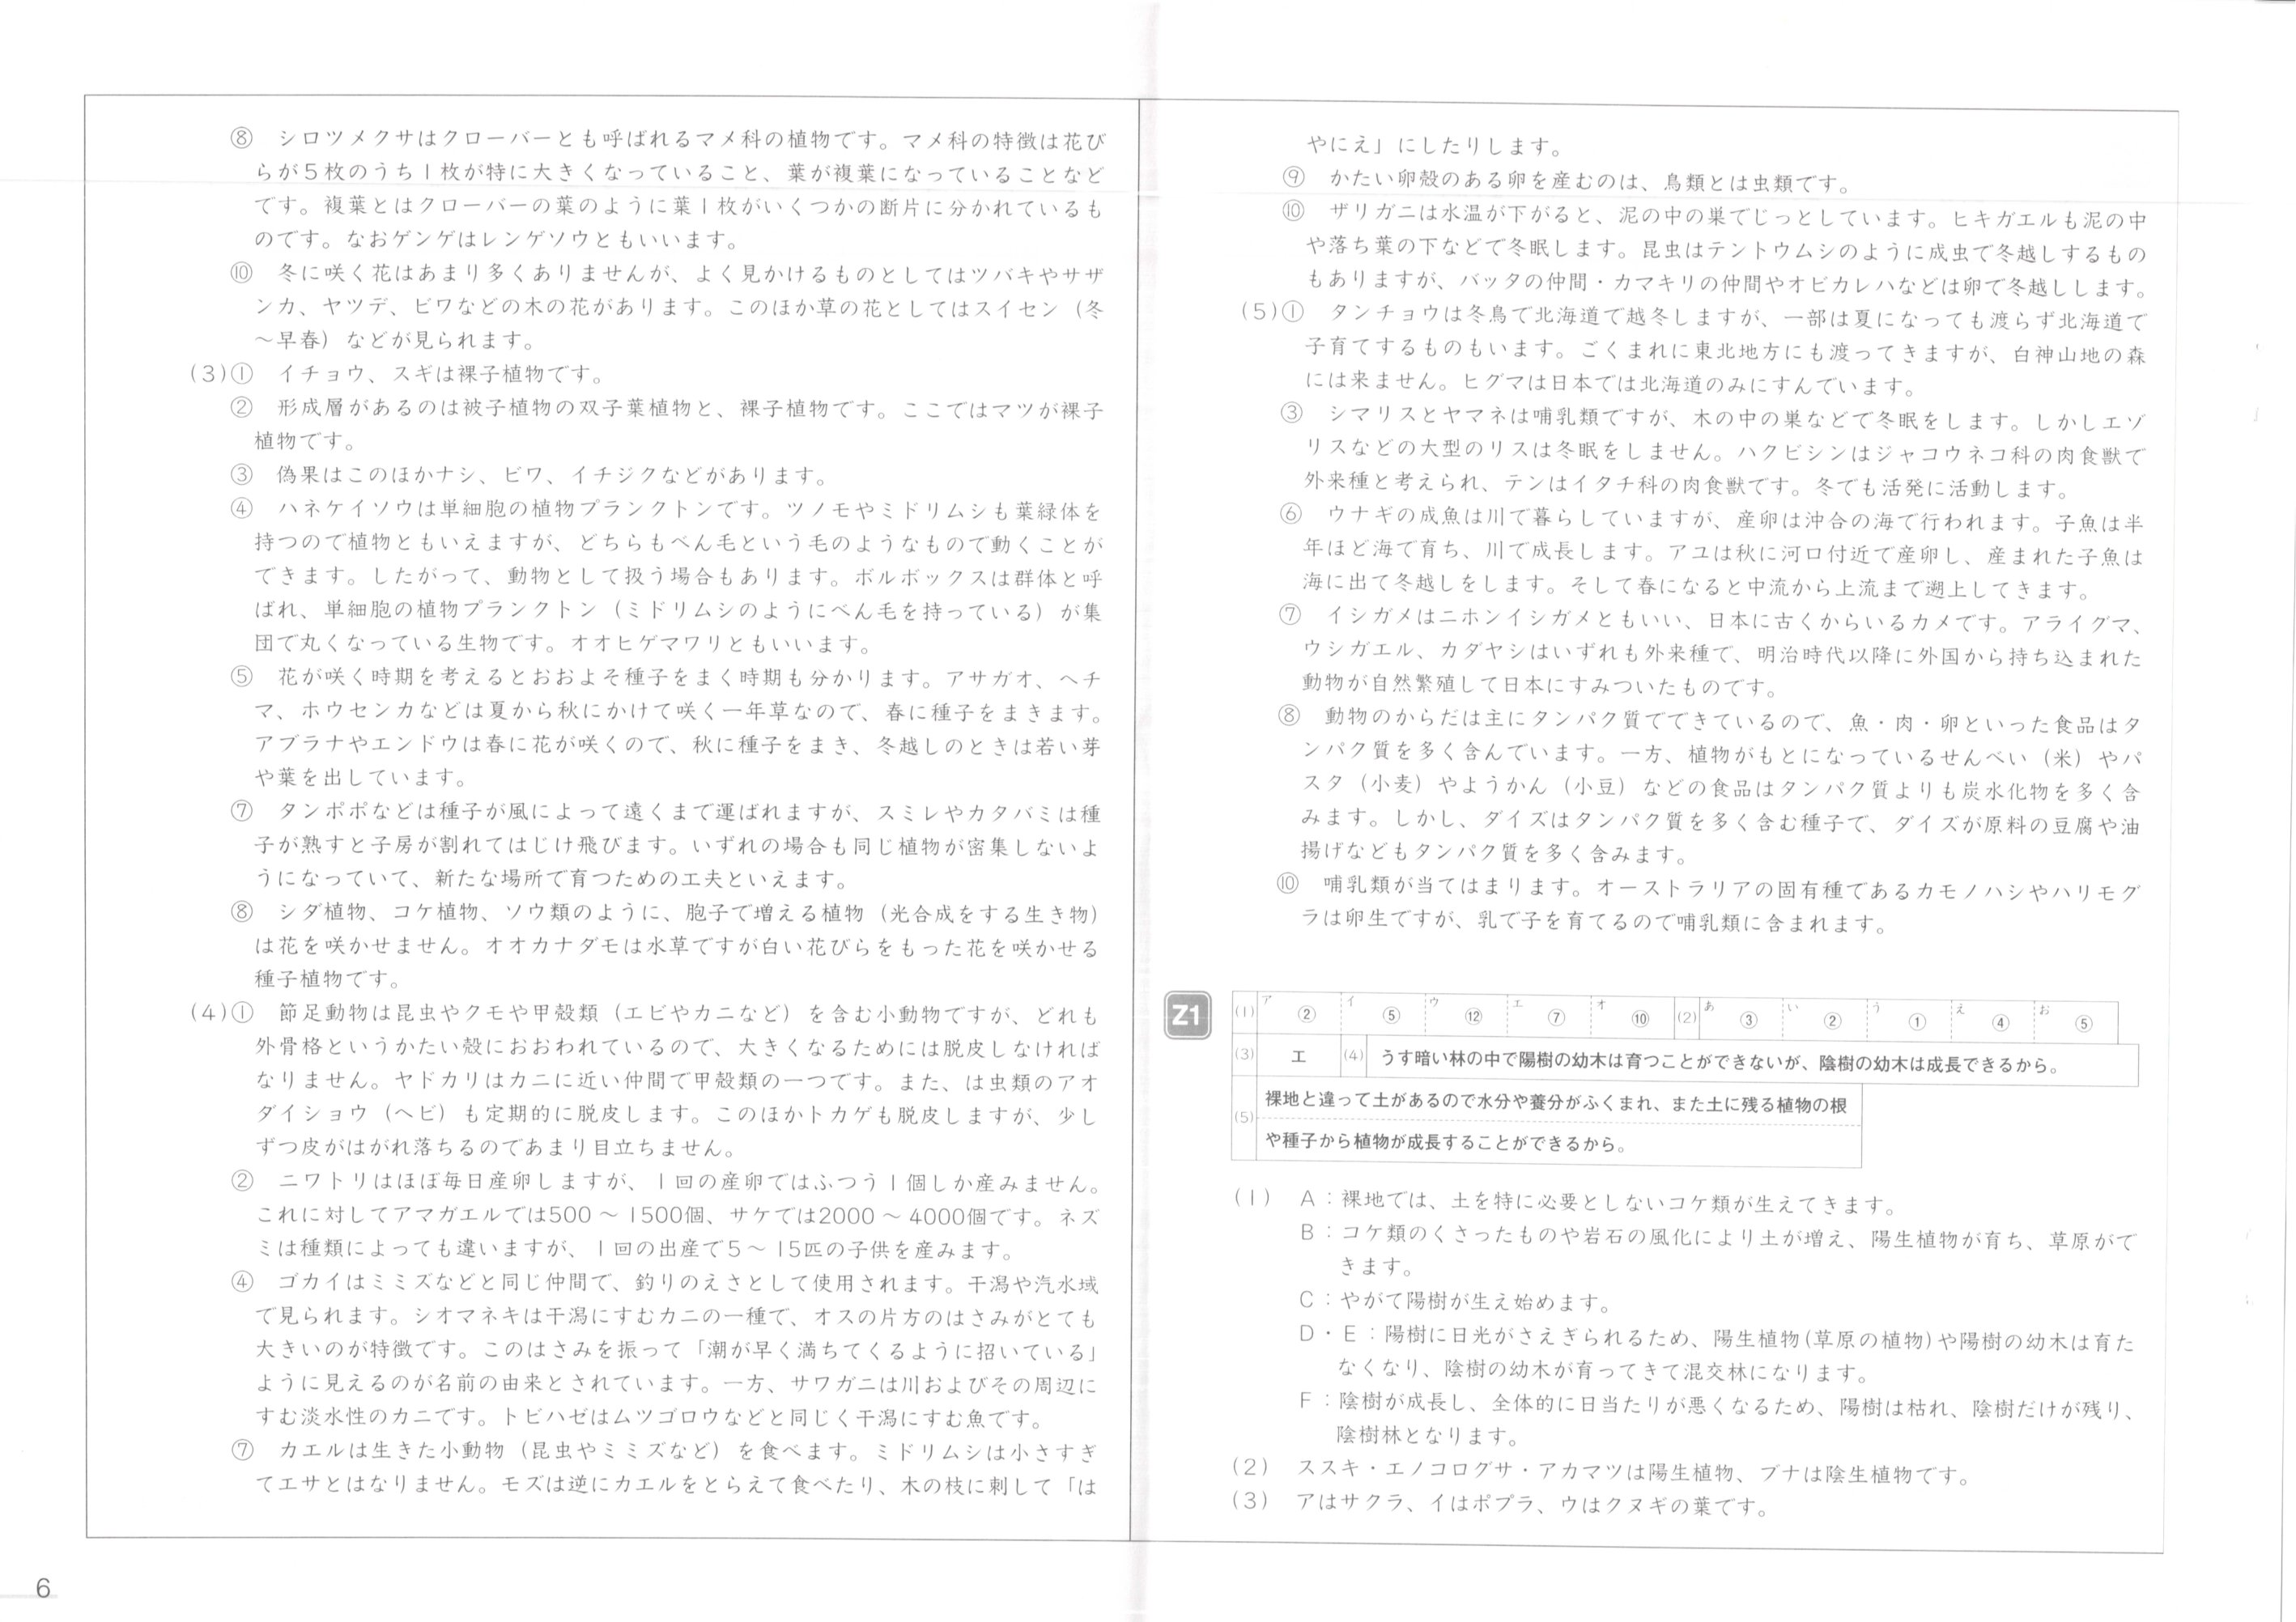 ⑧ シロツメクサはクローバーとも呼ばれるマメ科の植物です。マメ科の特徴は花び
らが5枚のうち1枚が特に大きくなっていること、葉が複葉になっていることなど
です。複葉とはクローバーの葉のように葉1枚がいくつかの断片に分かれているも
のです。なおゲンゲはレンゲソウともいいます。
⑩ 冬に咲く花はあまり多くありませんが、よく見かけるものとしてはツバキやサザ
ンカ、ヤツデ、ビワなどの木の花があります。このほか草の花としてはスイセン（冬
～早春）などが見られます。
(3)① イチョウ、スギは裸子植物です。
② 形成層があるのは被子植物の双子葉植物と、裸子植物です。ここではマツが裸子
植物です。
③ 偽果はこのほかナシ、ビワ、イチジクなどがあります。
④ ハネケイソウは単細胞の植物プランクトンです。ツノモやミドリムシも葉緑体を
持つので植物ともいえますが、どちらもべん毛という毛のようなもので動くことが
できます。したがって、動物として扱う場合もあります。ボルボックスは群体と呼
ばれ、単細胞の植物プランクトン（ミドリムシのようにべん毛を持っている）が集
団で丸くなっている生物です。オオヒゲマワリともいいます。
⑤ 花が咲く時期を考えるとおおよそ種子をまく時期も分かります。アサガオ、ヘチ
マ、ホウセンカなどは夏から秋にかけて咲く一年草なので、春に種子をまきます。
アブラナやエンドウは春に花が咲くので、秋に種子をまき、冬越しのときは若い芽
や葉を出しています。
⑦ タンポポなどは種子が風によって遠くまで運ばれますが、スミレやカタバミは種
子が熟すと子房が割れてはじけ飛びます。いずれの場合も同じ植物が密集しないよ
うになっていて、新たな場所で育つための工夫といえます。
⑧ シダ植物、コケ植物、ソウ類のように、胞子で増える植物（光合成をする生き物）
は花を咲かせません。オオカナダモは水草ですが白い花びらをもった花を咲かせる
種子植物です。
(4)① 節足動物は昆虫やクモや甲殻類（エビやカニなど）を含む小動物ですが、どれも
外骨格というかたい殻におおわれているので、大きくなるためには脱皮しなければ
なりません。ヤドカリはカニに近い仲間で甲殻類の一つです。また、は虫類のアオ
ダイショウ（ヘビ）も定期的に脱皮します。このほかトカゲも脱皮しますが、少し
ずつ皮がはがれ落ちるのであまり目立ちません。
② ニワトリはほぼ毎日産卵しますが、1回の産卵ではふつう1個しか産みません。
これに対してアマガエルでは500～1500個、サケでは2000～4000個です。ネズ
ミは種類によっても違いますが、1回の出産で5～15匹の子供を産みます。
④ ゴカイはミミズなどと同じ仲間で、釣りのえさとして使用されます。干潟や汽水域
で見られます。シオマネキは干潟にすむカニの一種で、オスの片方のはさみがとても
大きいのが特徴です。このはさみを振って「潮が早く満ちてくるように招いている」
ように見えるのが名前の由来とされています。一方、サワガニは川およびその周辺に
すむ淡水性のカニです。トビハゼはムツゴロウなどと同じく干潟にすむ魚です。
⑦ カエルは生きた小動物（昆虫やミミズなど）を食べます。ミドリムシは小さすぎ
てエサとはなりません。モズは逆にカエルをとらえて食べたり、木の枝に刺して「は
やにえ」にしたりします。
⑨ かたい卵殻のある卵を産むのは、鳥類とは虫類です。
⑩ ザリガニは水温が下がると、泥の中の巣でじっとしています。ヒキガエルも泥の中
や落ち葉の下などで冬眠します。昆虫はテントウムシのように成虫で冬越しするもの
もありますが、バッタの仲間・カマキリの仲間やオビカレハなどは卵で冬越しします。
(5)① タンチョウは冬鳥で北海道で越冬しますが、一部は夏になっても渡らず北海道で
子育てするものもいます。ごくまれに東北地方にも渡ってきますが、白神山地の森
には来ません。ヒグマは日本では北海道のみにすんでいます。
③ シマリスとヤマネは哺乳類ですが、木の中の巣などで冬眠をします。しかしエゾ
リスなどの大型のリスは冬眠をしません。ハクビシンはジャコウネコ科の肉食獣で
外来種と考えられ、テンはイタチ科の肉食獣です。冬でも活発に活動します。
⑥ ウナギの成魚は川で暮らしていますが、産卵は沖合の海で行われます。子魚は半
年ほど海で育ち、川で成長します。アユは秋に河口付近で産卵し、産まれた子魚は
海に出て冬越しをします。そして春になると中流から上流まで遡上してきます。
⑦ イシガメはニホンイシガメともいい、日本に古くからいるカメです。アライグマ、
ウシガエル、カダヤシはいずれも外来種で、明治時代以降に外国から持ち込まれた
動物が自然繁殖して日本にすみついたものです。
⑧ 動物のからだは主にタンパク質でできているので、魚・肉・卵といった食品はタ
ンパク質を多く含んでいます。一方、植物がもとになっているせんべい（米）やパ
スタ（小麦）やようかん（小豆）などの食品はタンパク質よりも炭水化物を多く含
みます。しかし、ダイズはタンパク質を多く含む種子で、ダイズが原料の豆腐や油
揚げなどもタンパク質を多く含みます。
⑩ 哺乳類が当てはまります。オーストラリアの固有種であるカモノハシやハリモグ
ラは卵生ですが、乳で子を育てるので哺乳類に含まれます。
Z1
(1) ア ② イ ⑤ ウ ⑫ エ ⑦ オ ⑩ (2) あ ③ い ② う ① え ④ お ⑤
(3) エ (4) うす暗い林の中で陽樹の幼木は育つことができないが、陰樹の幼木は成長できるから。
(5) 裸地と違って土があるので水分や養分がふくまれ、また土に残る植物の根
や種子から植物が成長することができるから。
(1) A：裸地では、土を特に必要としないコケ類が生えてきます。
B：コケ類のくさったものや岩石の風化により土が増え、陽生植物が育ち、草原がで
きます。
C：やがて陽樹が生え始めます。
D・E：陽樹に日光がさえぎられるため、陽生植物(草原の植物)や陽樹の幼木は育た
なくなり、陰樹の幼木が育ってきて混交林になります。
F：陰樹が成長し、全体的に日当たりが悪くなるため、陽樹は枯れ、陰樹だけが残り、
陰樹林となります。
(2) ススキ・エノコログサ・アカマツは陽生植物、ブナは陰生植物です。
(3) アはサクラ、イはポプラ、ウはクヌギの葉です。
6